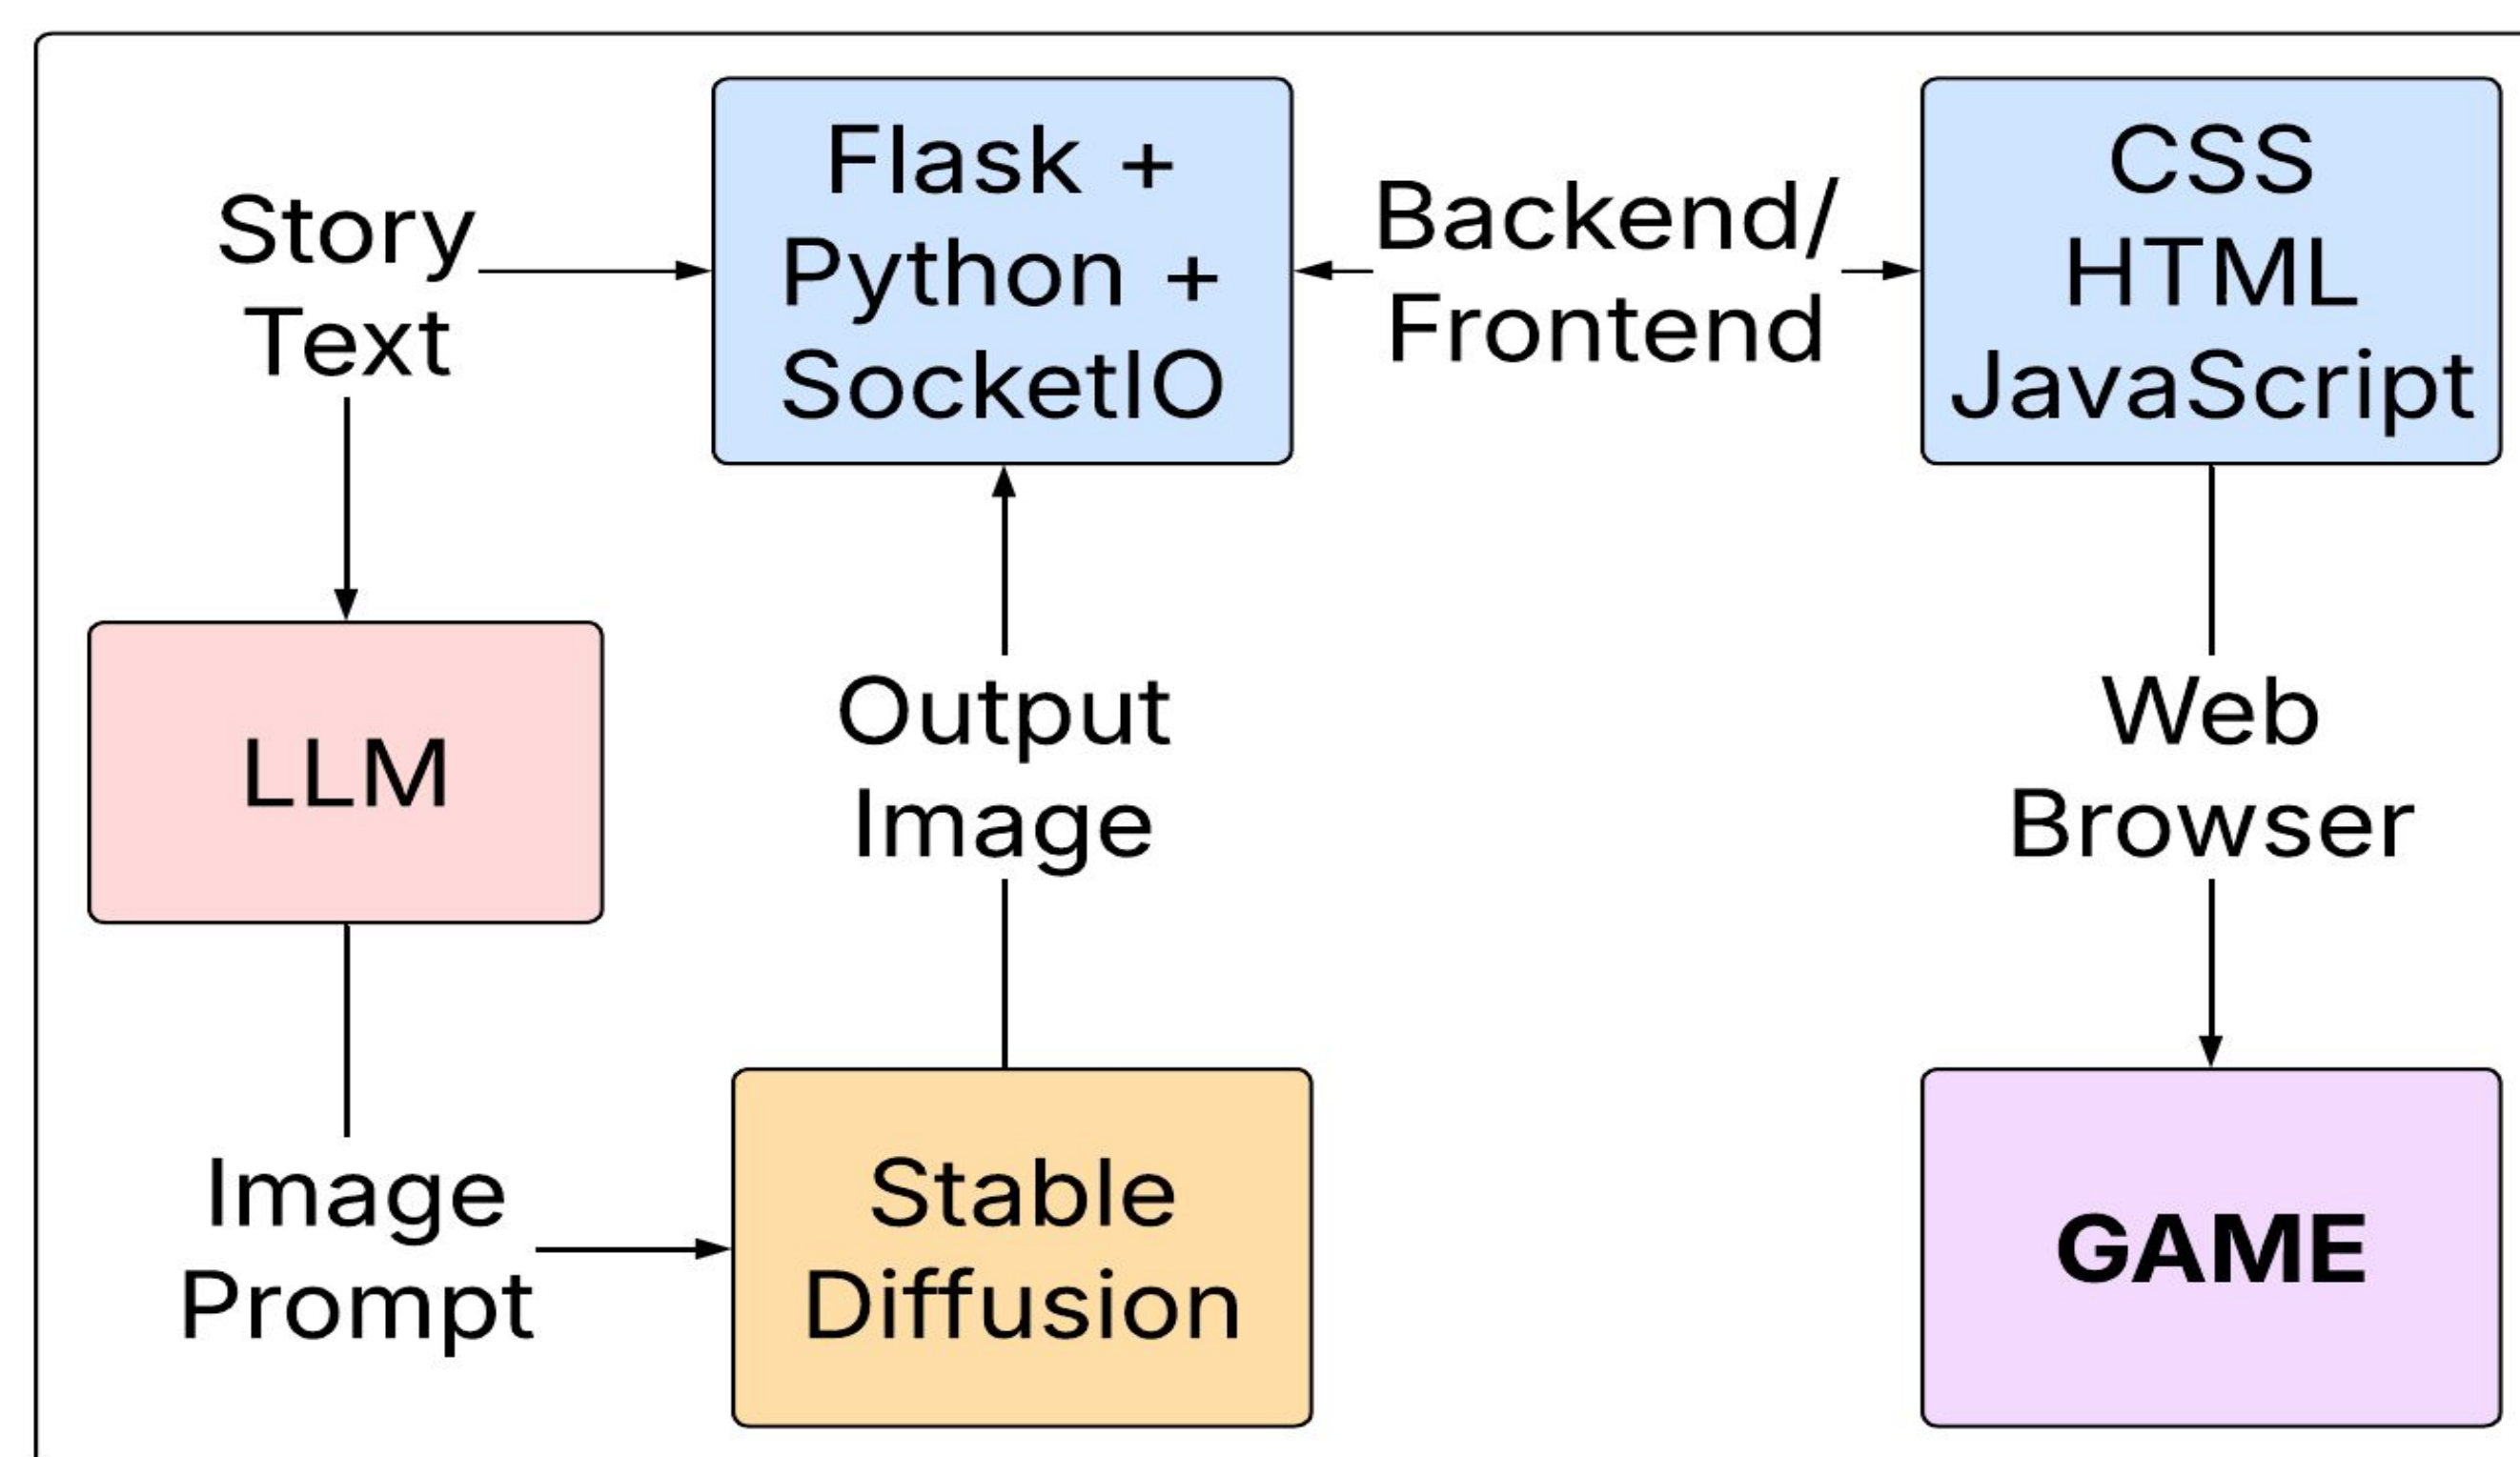 Story
Text
Flask +
Python +
SocketIO
Backend/
Frontend
CSS
HTML
JavaScript
LLM
Output
Image
Web
Browser
Image
Prompt
Stable
Diffusion
GAME